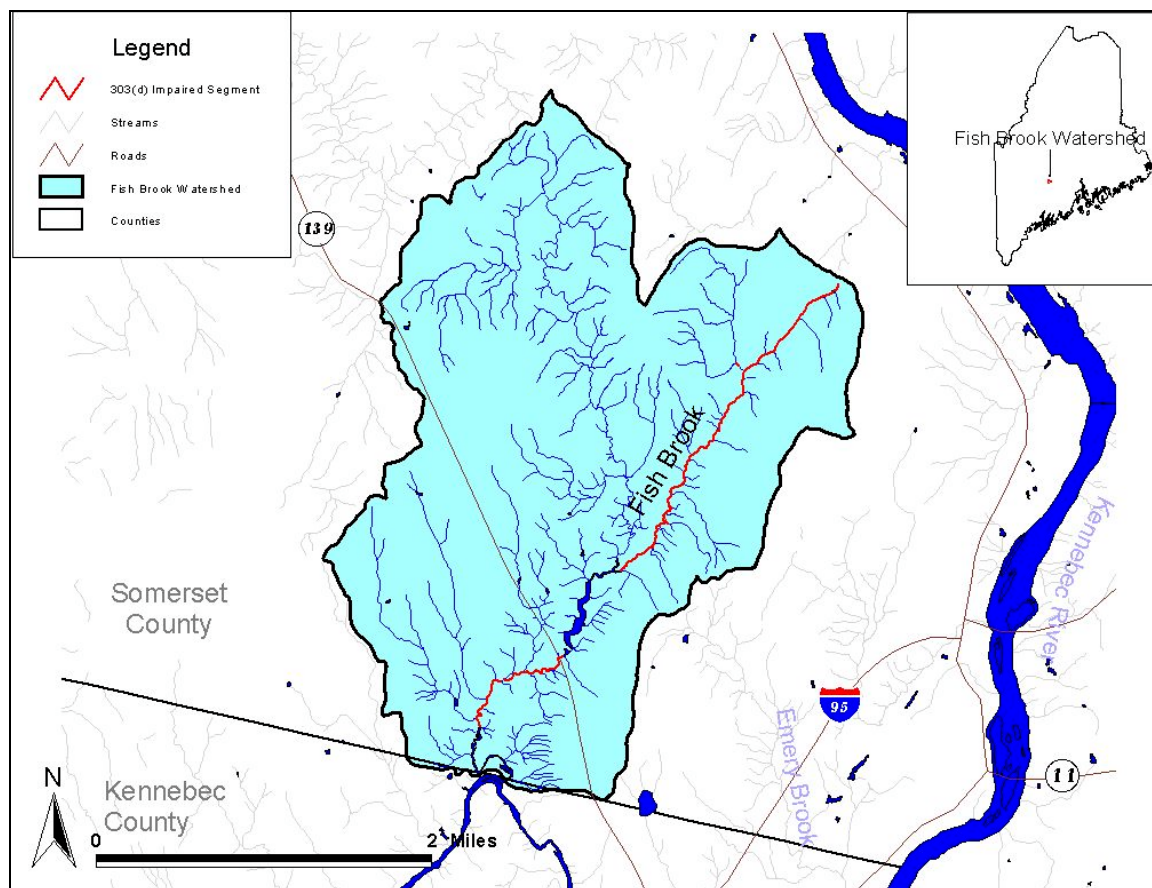 Legend
303(d) Impaired Segment
Streams
Roads
Fish Brook Watershed
Counties
139
Fish Brook Watershed
Fish Brook
Kennebec River
Somerset
County
95
Emery Brook
11
Kennebec
County
N
0
2 Miles